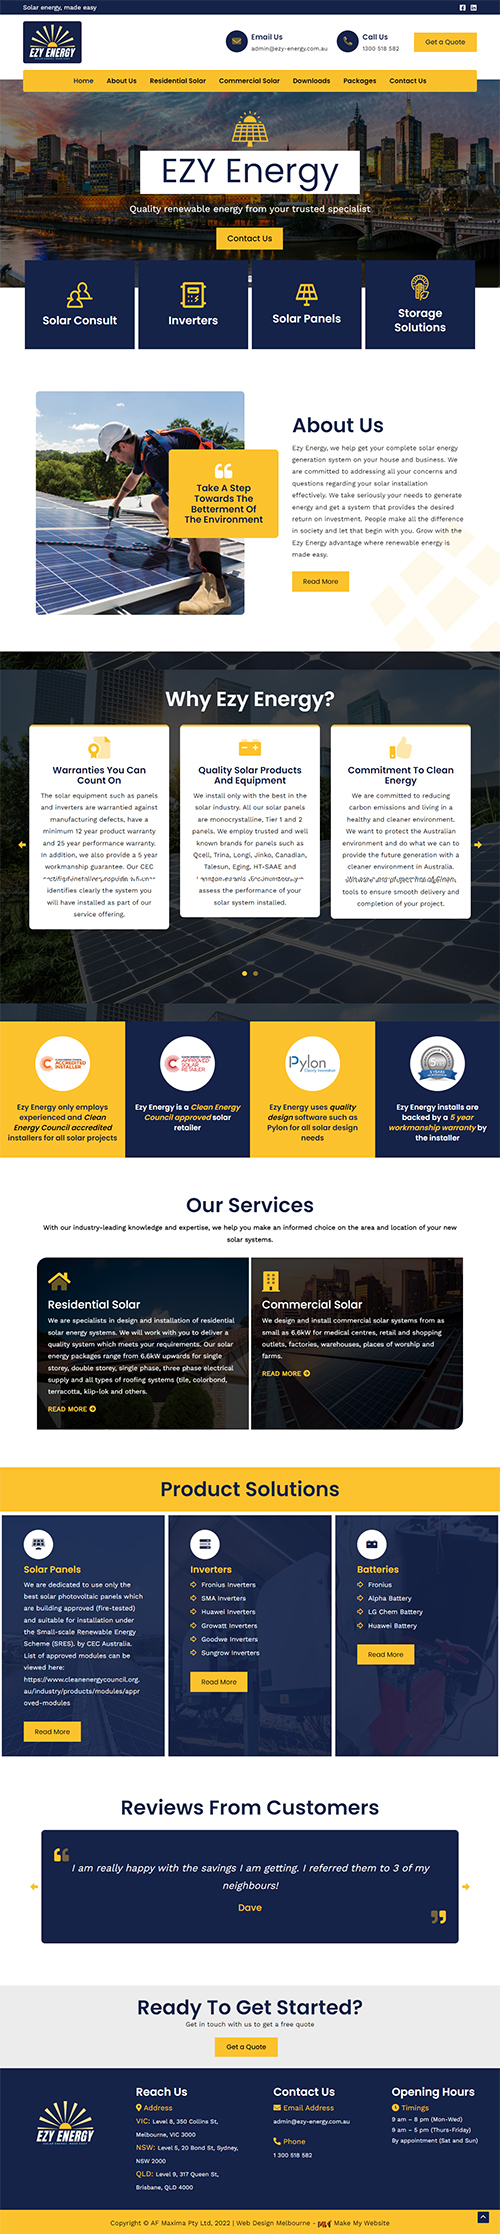 Solar energy, made easy
EZY ENERGY
Email Us
admin@ezy-energy.com.au
Call Us
1300 518 582
Get a Quote
Home About Us Residential Solar Commercial Solar Downloads Packages Contact Us
EZY Energy
Quality renewable energy from your trusted specialist
Contact Us
Solar Consult
Inverters
Solar Panels
Storage
Solutions
Take A Step
Towards The
Betterment Of
The Environment
About Us
Ezy Energy, we help get your complete solar energy
generation system on your house and business. We
are committed to addressing all your concerns and
questions regarding your solar installation
effectively. We take seriously your needs to generate
energy and get a system that provides the desired
return on investment. People make all the difference
in society and let that begin with you. Grow with the
Ezy Energy advantage where renewable energy is
made easy.
Read More
Why Ezy Energy?
Warranties You Can
Count On
The solar equipment such as panels
and inverters are warrantied against
manufacturing defects, have a
minimum 12 year product warranty
and 25 year performance warranty.
In addition, we also provide a 5 year
workmanship guarantee. Our CEC
identifies clearly the system you
will have installed as part of our
service offering.
Quality Solar Products
And Equipment
We install only with the best in the
solar industry. All our solar panels
are monocrystalline, Tier 1 and 2
panels. We employ trusted and well
known brands for panels such as
Qcell, Trina, Longi, Jinko, Canadian,
Talesun, Eging, HT-SAAE and
assess the performance of your
solar system installed.
Commitment To Clean
Energy
We are committed to reducing
carbon emissions and living in a
healthy and cleaner environment.
We want to protect the Australian
environment and do what we can to
provide the future generation with a
cleaner environment in Australia.
tools to ensure smooth delivery and
completion of your project.
ACCREDITED
INSTALLER
Ezy Energy only employs
experienced and Clean
Energy Council accredited
installers for all solar projects
APPROVED
SOLAR
RETAILER
Ezy Energy is a Clean Energy
Council approved solar
retailer
Pylon
Ezy Energy uses quality
design software such as
Pylon for all solar design
needs
5 YEARS
Ezy Energy installs are
backed by a 5 year
workmanship warranty by
the installer
Our Services
With our industry-leading knowledge and expertise, we help you make an informed choice on the area and location of your new
solar systems.
Residential Solar
We are specialists in design and installation of residential
solar energy systems. We will work with you to deliver a
quality system which meets your requirements. Our solar
energy packages range from 6.6kW upwards for single
storey, double storey, single phase, three phase electrical
supply and all types of roofing systems (tile, colorbond,
terracotta, klip-lok and others.
READ MORE
Commercial Solar
We design and install commercial solar systems from as
small as 6.6kW for medical centres, retail and shopping
outlets, factories, warehouses, places of worship and
farms.
READ MORE
Product Solutions
Solar Panels
We are dedicated to use only the
best solar photovoltaic panels which
are building approved (fire-tested)
and suitable for installation under
the Small-scale Renewable Energy
Scheme (SRES). by CEC Australia.
List of approved modules can be
viewed here:
https://www.cleanenergycouncil.org.
au/industry/products/modules/appr
oved-modules
Read More
Inverters
Fronius Inverters
SMA Inverters
Huawei Inverters
Growatt Inverters
Goodwe Inverters
Sungrow Inverters
Read More
Batteries
Fronius
Alpha Battery
LG Chem Battery
Huawei Battery
Read More
Reviews From Customers
I am really happy with the savings I am getting. I referred them to 3 of my
neighbours!
Dave
Ready To Get Started?
Get in touch with us to get a free quote
Get a Quote
EZY ENERGY
Reach Us
Address
VIC: Level 8, 350 Collins St,
Melbourne, VIC 3000
NSW: Level 5, 20 Bond St, Sydney,
NSW 2000
QLD: Level 9, 317 Queen St,
Brisbane, QLD 4000
Contact Us
Email Address
admin@ezy-energy.com.au
Phone
1 300 518 582
Opening Hours
Timings
9 am – 8 pm (Mon-Wed)
9 am – 5 pm (Thurs-Friday)
By appointment (Sat and Sun)
Copyright © AF Maxima Pty Ltd, 2022 | Web Design Melbourne - Make My Website